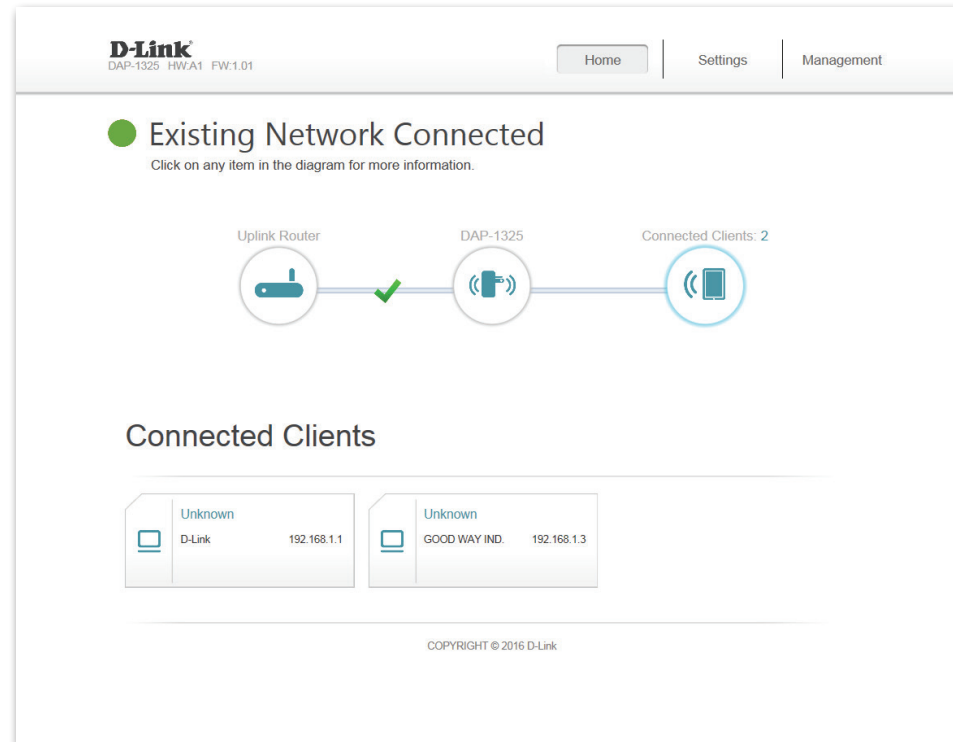 D-Link
DAP-1325 HW:A1 FW:1.01
Home Settings Management
Existing Network Connected
Click on any item in the diagram for more information.
Uplink Router DAP-1325 Connected Clients: 2
Connected Clients
Unknown
D-Link 192.168.1.1
Unknown
GOOD WAY IND. 192.168.1.3
COPYRIGHT © 2016 D-Link